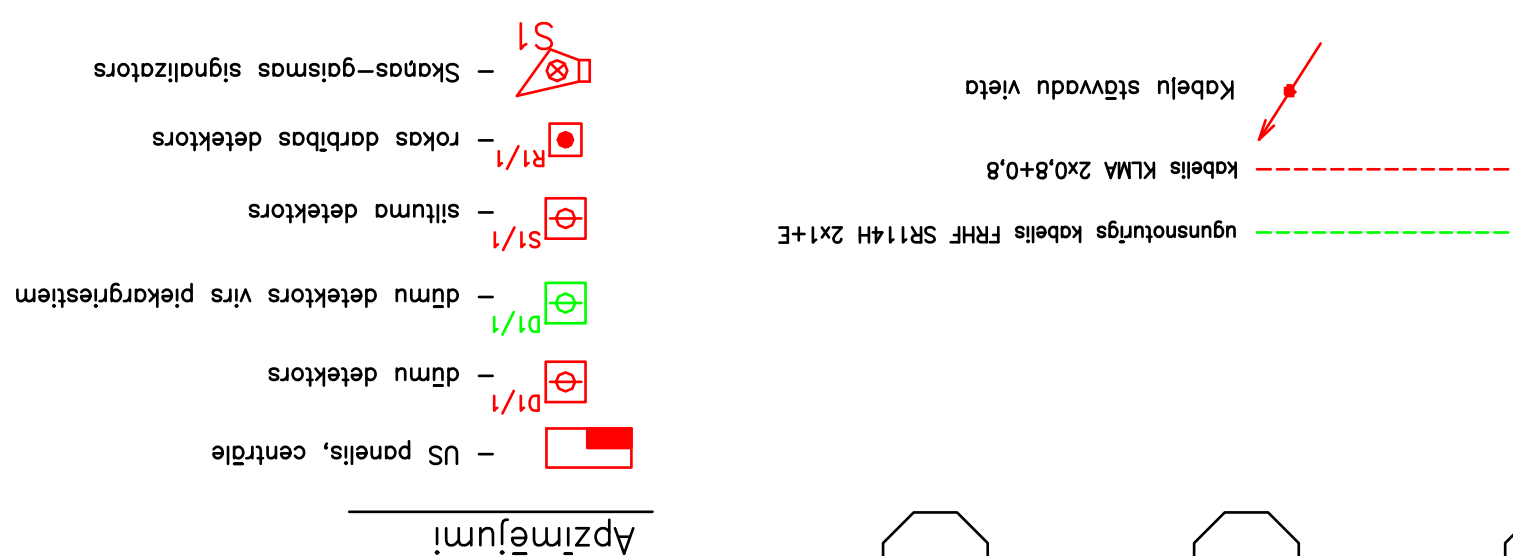 Apzīmējumi
US panelis, centrāle
D1/1 – dūmu detektors
D1/1 – dūmu detektors virs piekargriestiem
S1/1 – siltuma detektors
R1/1 – rokas darbības detektors
S1 – Skaņas–gaismas signalizators
ugunsnoturīgs kabelis FRHF SR114H 2x1+E
kabelis KLMA 2x0,8+0,8
Kabeļu stāvvadu vieta